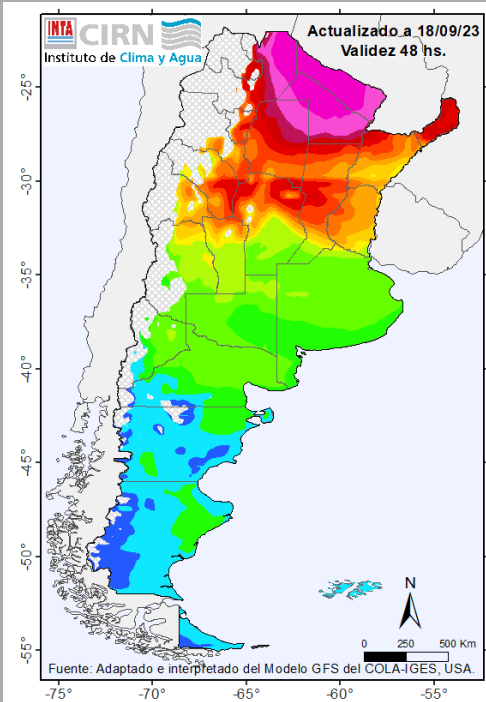 INTA CIRN
Instituto de Clima y Agua
Actualizado a 18/09/23
Validez 48 hs.
-25°
-30°
-35°
-40°
-45°
-50°
-55°
N
0 250 500 Km
Fuente: Adaptado e interpretado del Modelo GFS del COLA-IGES, USA.
-75° -70° -65° -60° -55°